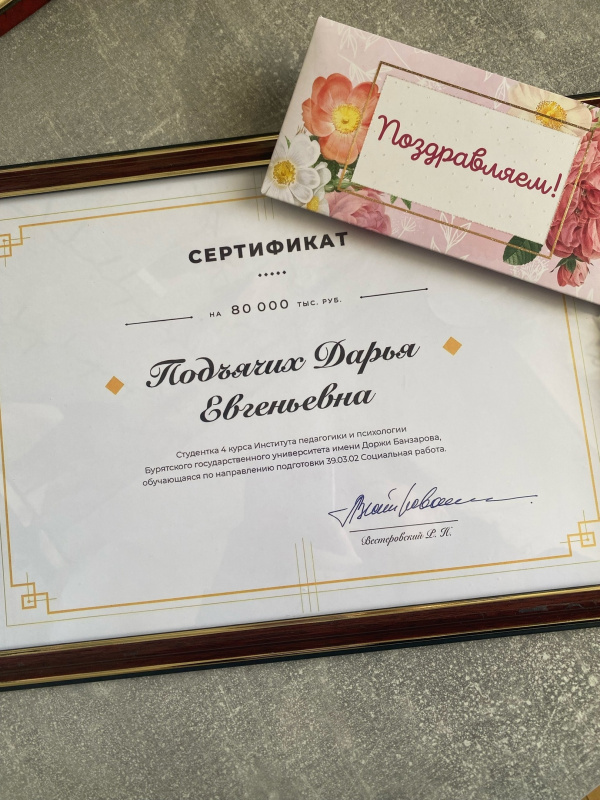 Поздравляем!
СЕРТИФИКАТ
НА 80 000 ТЫС. РУБ.
Подъячих Дарья
Евгеньевна
Студентка 4 курса Института педагогики и психологии
Бурятского государственного университета имени Доржи Банзарова,
обучающаяся по направлению подготовки 39.03.02 Социальная работа.
Вестеровский Р. Н.